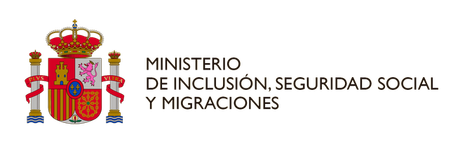 MINISTERIO
DE INCLUSIÓN, SEGURIDAD SOCIAL
Y MIGRACIONES